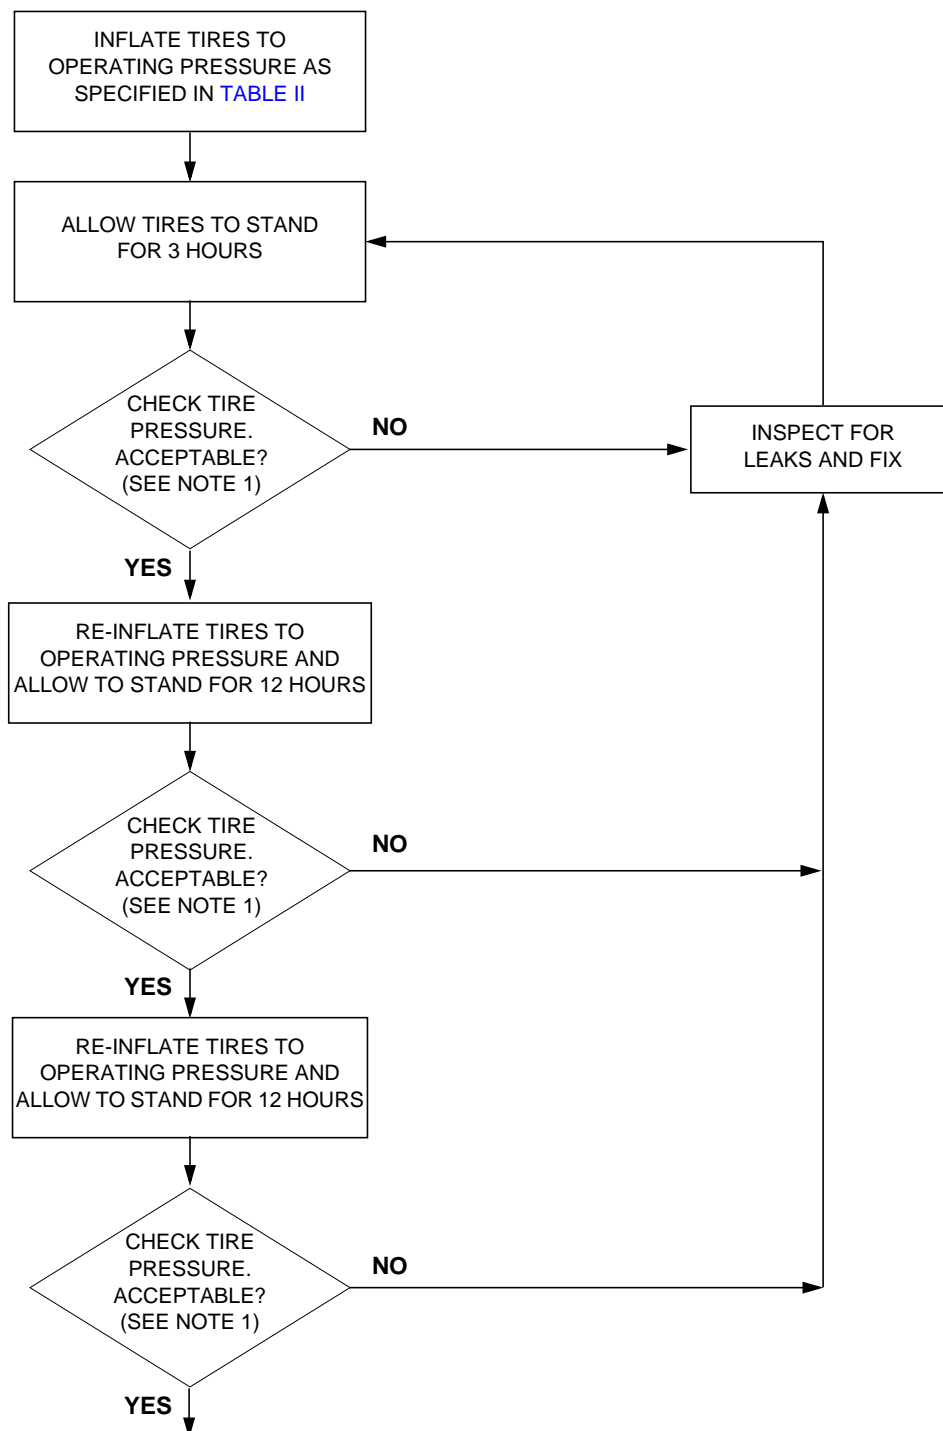 INFLATE TIRES TO
OPERATING PRESSURE AS
SPECIFIED IN TABLE II
ALLOW TIRES TO STAND
FOR 3 HOURS
CHECK TIRE
PRESSURE.
ACCEPTABLE?
(SEE NOTE 1)
NO
INSPECT FOR
LEAKS AND FIX
YES
RE-INFLATE TIRES TO
OPERATING PRESSURE AND
ALLOW TO STAND FOR 12 HOURS
CHECK TIRE
PRESSURE.
ACCEPTABLE?
(SEE NOTE 1)
NO
YES
RE-INFLATE TIRES TO
OPERATING PRESSURE AND
ALLOW TO STAND FOR 12 HOURS
CHECK TIRE
PRESSURE.
ACCEPTABLE?
(SEE NOTE 1)
NO
YES